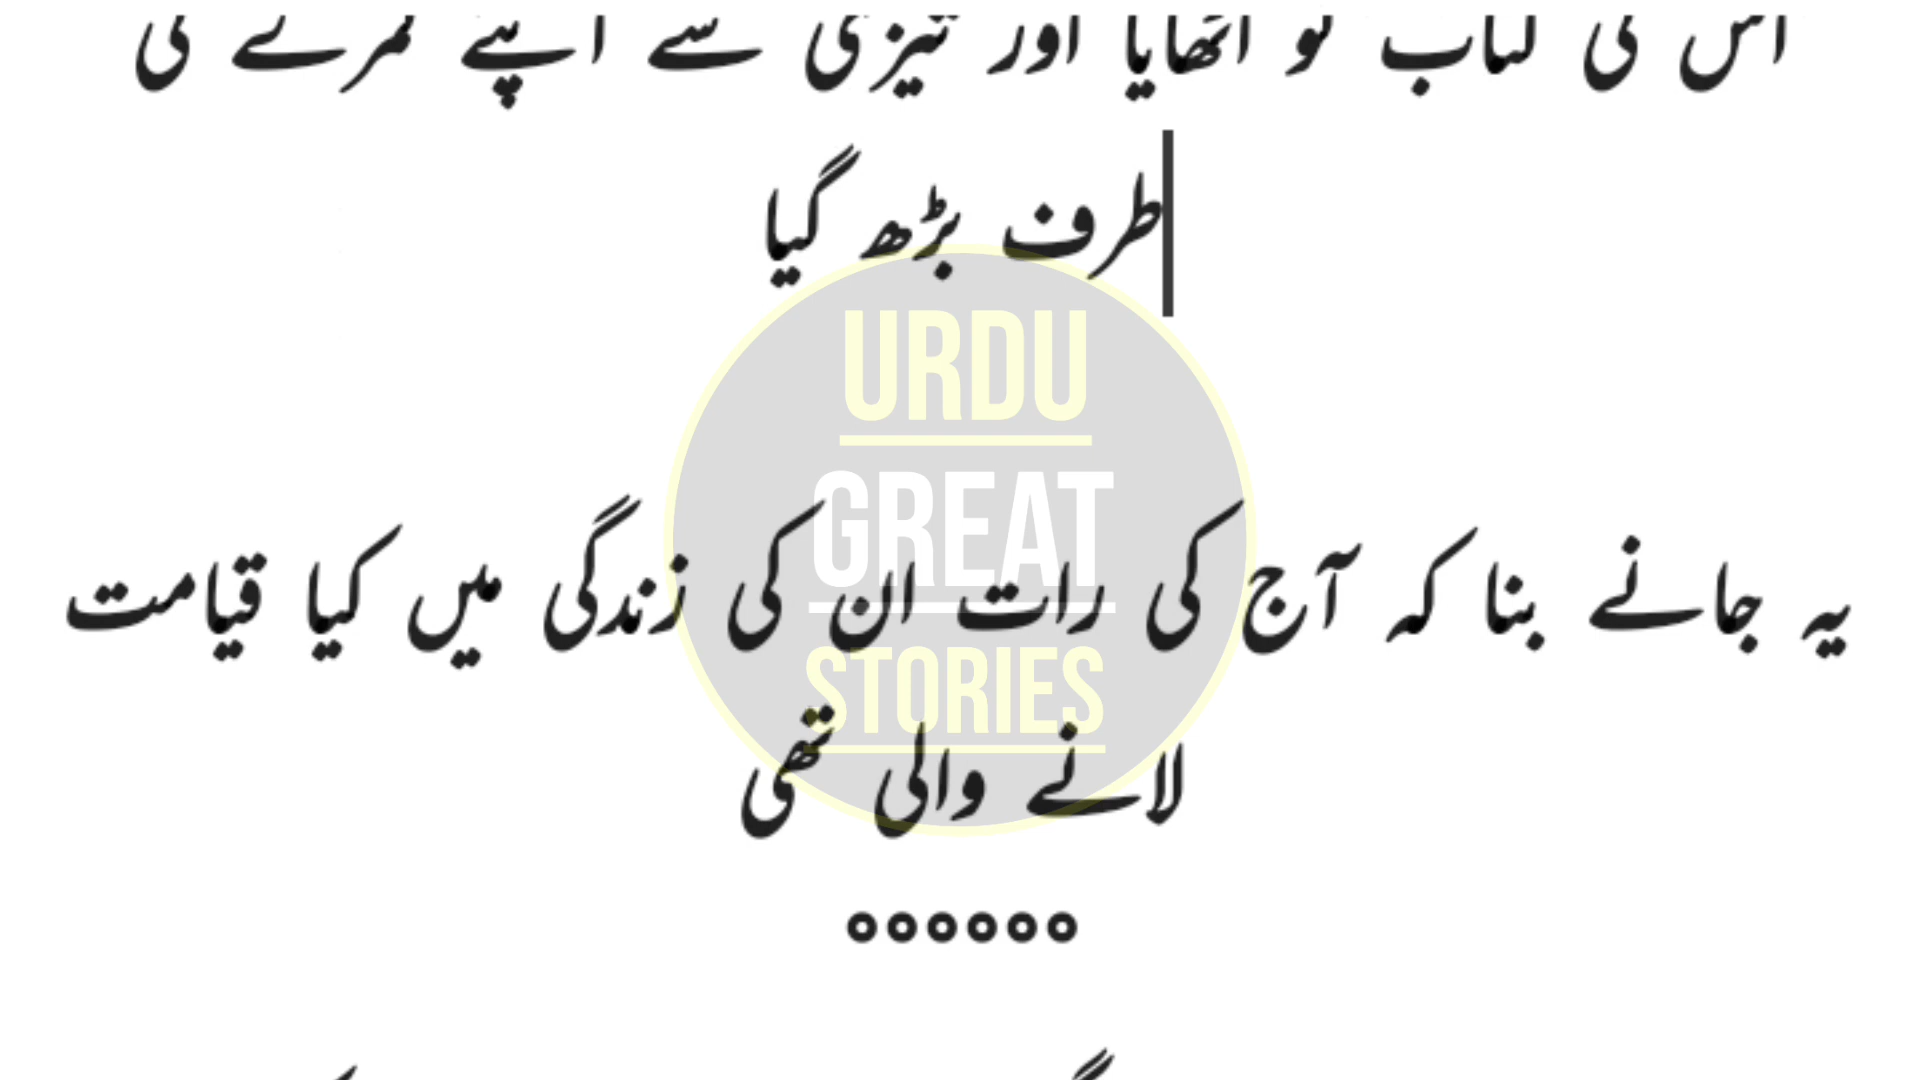 اس کی کتاب کو اٹھایا اور تیزی سے اپنے کمرے کی
طرف بڑھ گیا
URDU
GREAT
STORIES
یہ جانے بنا کہ آج کی رات ان کی زندگی میں کیا قیامت
لانے والی تھی
°°°°°°